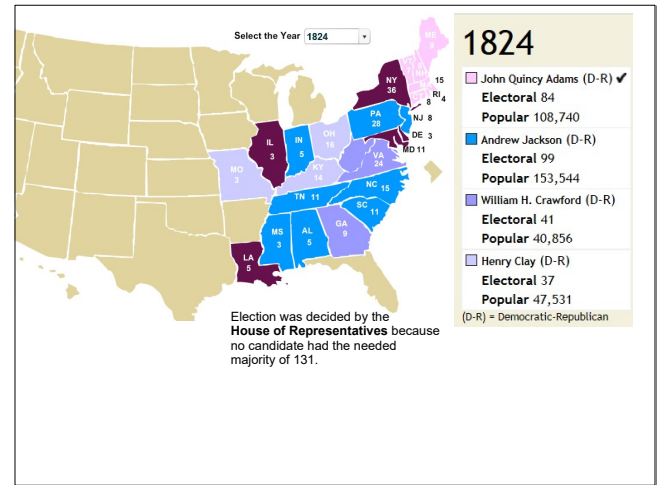 Select the Year 1824
ME
9
15
RI 4
8
NY
36
PA
28
NJ 8
DE 3
MD 11
OH
16
IN
5
IL
3
VA
24
KY
14
MO
3
NC 15
TN 11
SC
11
MS
3
AL
5
GA
9
LA
5
1824
John Quincy Adams (D-R) ✔
Electoral 84
Popular 108,740
Andrew Jackson (D-R)
Electoral 99
Popular 153,544
William H. Crawford (D-R)
Electoral 41
Popular 40,856
Henry Clay (D-R)
Electoral 37
Popular 47,531
(D-R) = Democratic-Republican
Election was decided by the
House of Representatives because
no candidate had the needed
majority of 131.